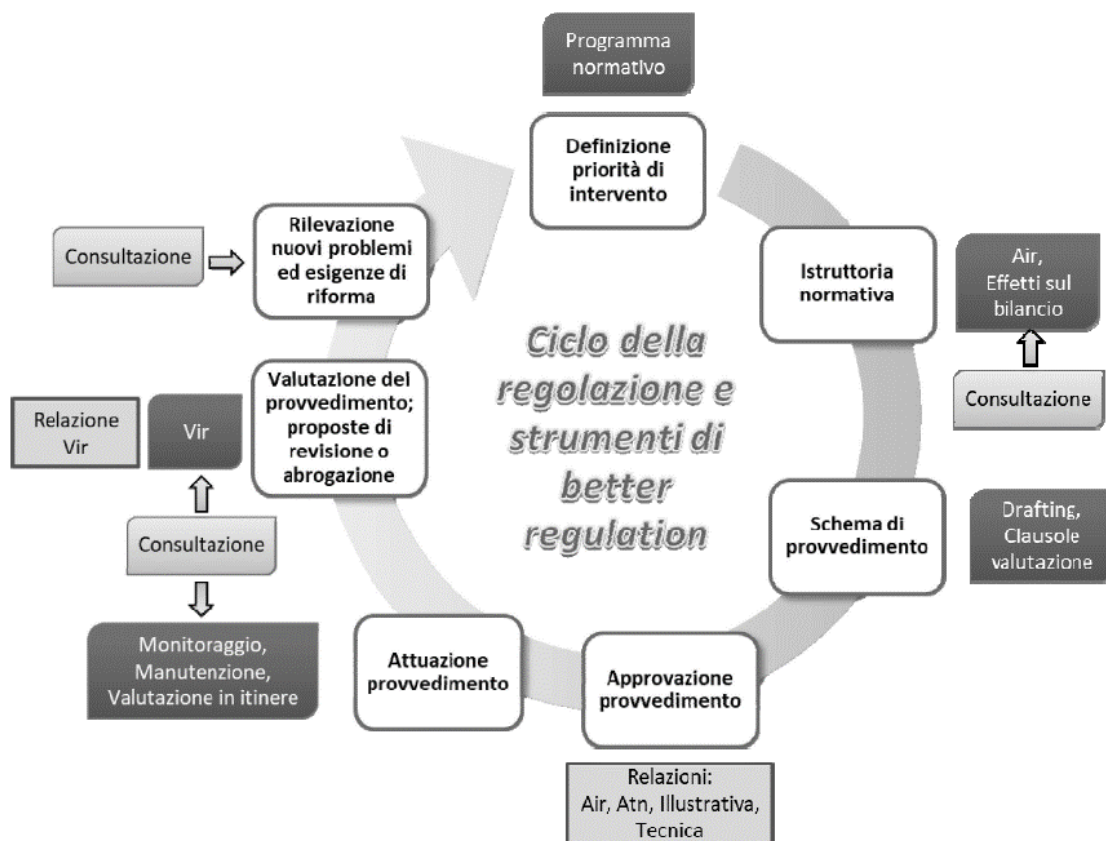 Programma
normativo
Definizione
priorità di
intervento
Istruttoria
normativa
Air,
Effetti sul
bilancio
Consultazione
Schema di
provvedimento
Drafting,
Clausole
valutazione
Approvazione
provvedimento
Relazioni:
Air, Atn, Illustrativa,
Tecnica
Attuazione
provvedimento
Monitoraggio,
Manutenzione,
Valutazione in itinere
Consultazione
Valutazione del
provvedimento;
proposte di
revisione o
abrogazione
Vir
Relazione
Vir
Rilevazione
nuovi problemi
ed esigenze di
riforma
Consultazione
Ciclo della
regolazione e
strumenti di
better
regulation